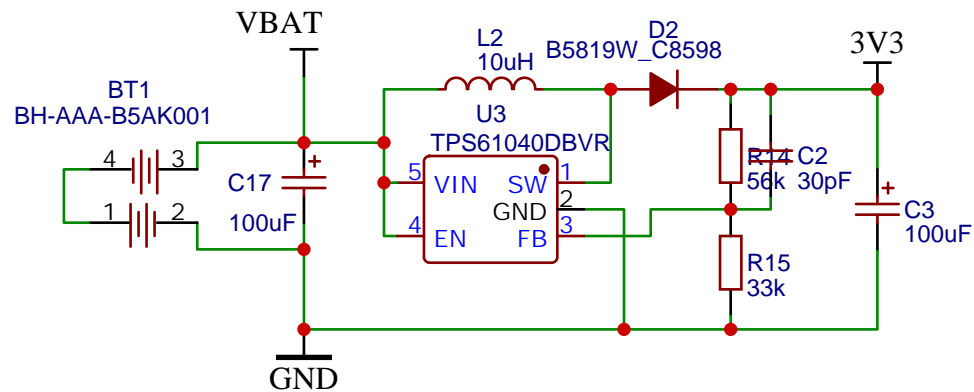 VBAT
L2
10uH
D2
B5819W_C8598
3V3
BT1
BH-AAA-B5AK001
U3
TPS61040DBVR
4
3
1
2
C17
100uF
5
VIN
SW
1
GND
2
4
EN
FB
3
R14
56k
C2
30pF
C3
100uF
R15
33k
GND